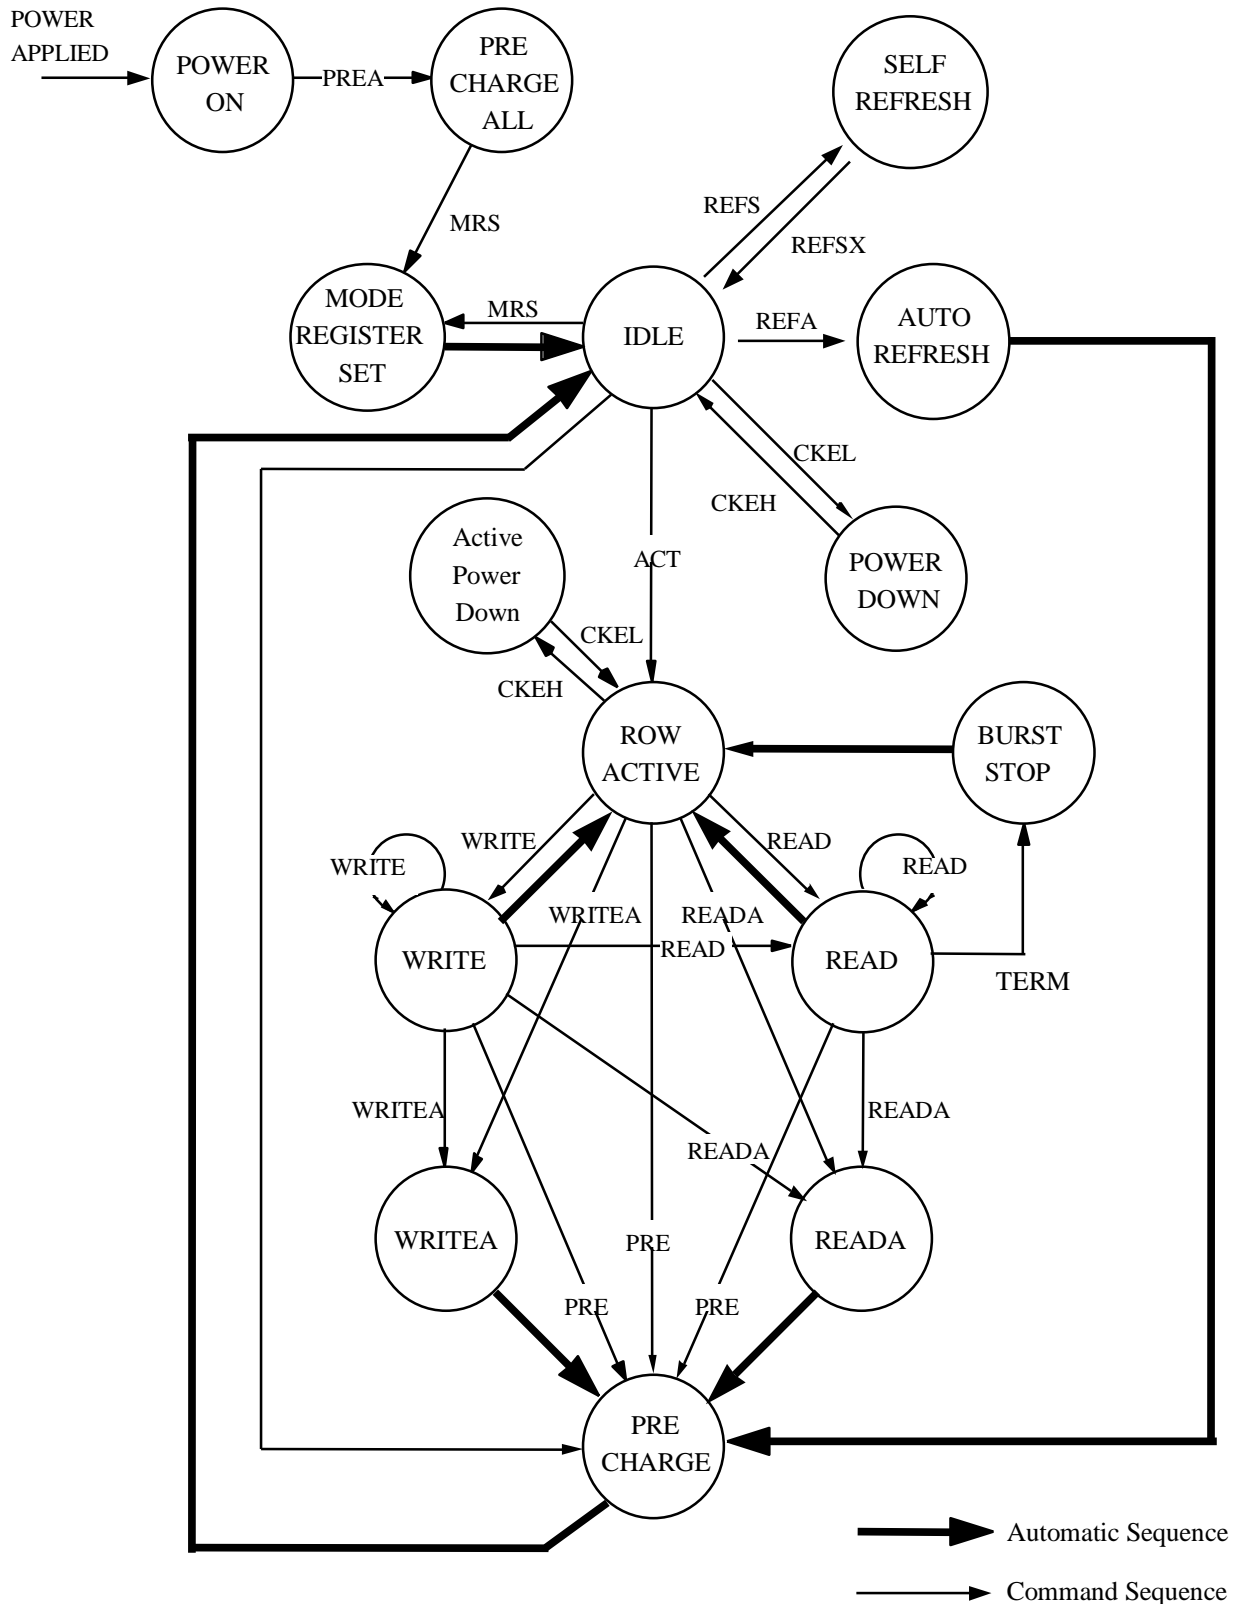 POWER
APPLIED
POWER
ON
PREA
PRE
CHARGE
ALL
SELF
REFRESH
MRS
REFS
REFSX
MODE
REGISTER
SET
MRS
IDLE
REFA
AUTO
REFRESH
CKEL
CKEH
Active
Power
Down
ACT
POWER
DOWN
CKEL
CKEH
ROW
ACTIVE
BURST
STOP
WRITE
WRITE
READ
READ
WRITEA
READA
WRITE
READ
READ
TERM
WRITEA
READA
READA
WRITEA
READA
PRE
PRE
PRE
PRE
CHARGE
Automatic Sequence
Command Sequence